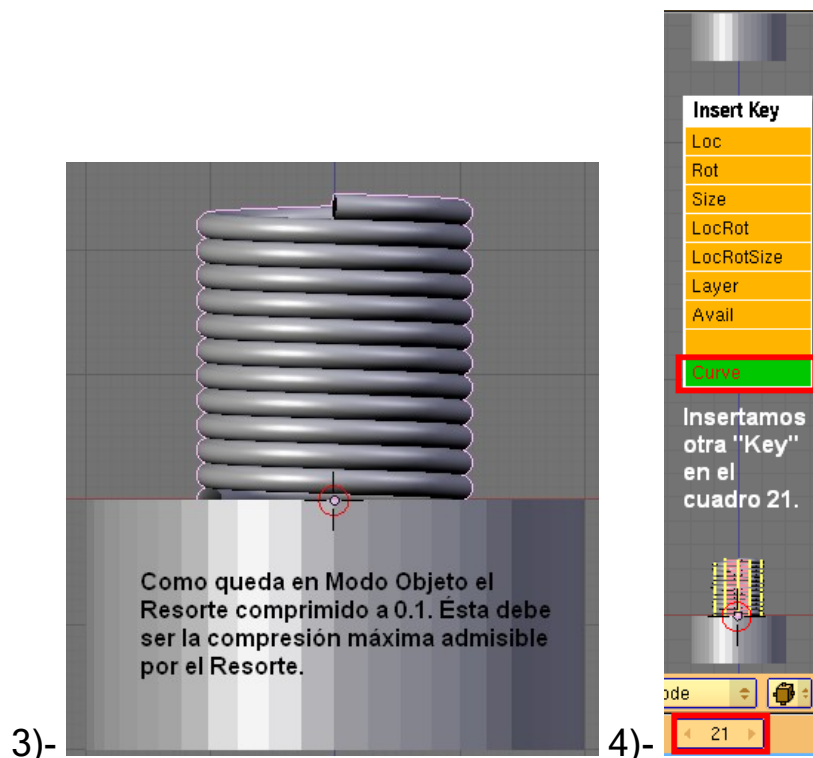 3)-
Como queda en Modo Objeto el
Resorte comprimido a 0.1. Ésta debe
ser la compresión máxima admisible
por el Resorte.
4)-
Insert Key
Loc
Rot
Size
LocRot
LocRotSize
Layer
Avail
Curve
Insertamos
otra "Key"
en el
cuadro 21.
ode
21